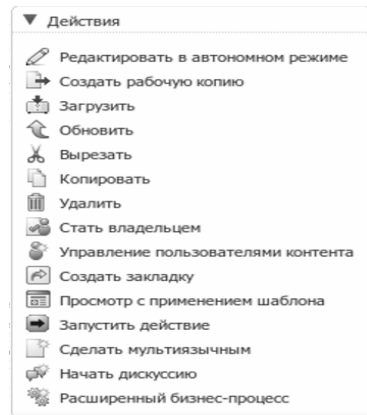 Действия
Редактировать в автономном режиме
Создать рабочую копию
Загрузить
Обновить
Вырезать
Копировать
Удалить
Стать владельцем
Управление пользователями контента
Создать закладку
Просмотр с применением шаблона
Запустить действие
Сделать мультиязычным
Начать дискуссию
Расширенный бизнес-процесс